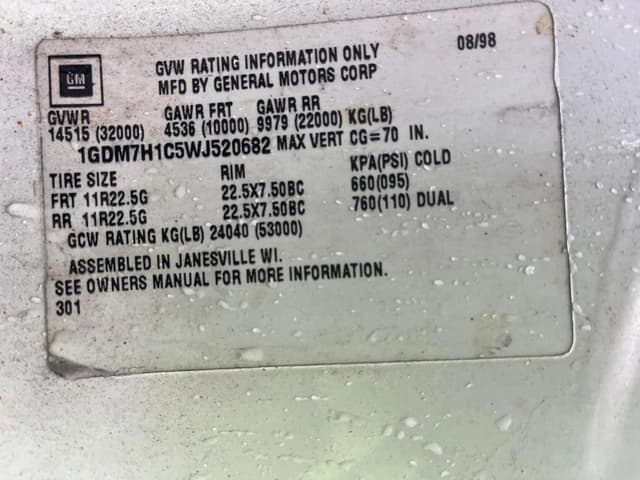 GM
GVW RATING INFORMATION ONLY 08/98
MFD BY GENERAL MOTORS CORP
GVWR GAWR FRT GAWR RR
14515 (32000) 4536 (10000) 9979 (22000) KG(LB)
1GDM7H1C5WJ520682 MAX VERT CG=70 IN.
TIRE SIZE RIM KPA(PSI) COLD
FRT 11R22.5G 22.5X7.50BC 660(095)
RR 11R22.5G 22.5X7.50BC 760(110) DUAL
GCW RATING KG(LB) 24040 (53000)
ASSEMBLED IN JANESVILLE WI.
SEE OWNERS MANUAL FOR MORE INFORMATION.
301